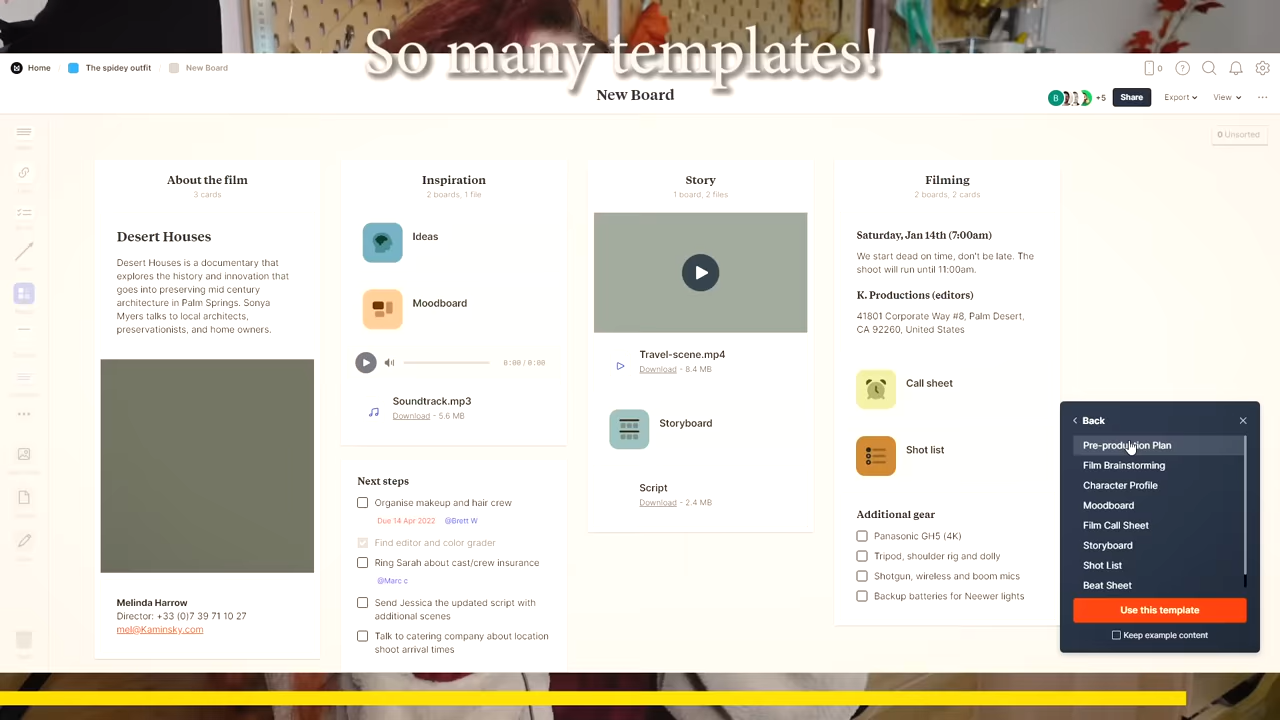 So many templates!
Home / The spidey outfit / New Board
0
New Board
B +5 Share Export View
0 Unsorted
About the film
3 cards
Desert Houses
Desert Houses is a documentary that
explores the history and innovation that
goes into preserving mid century
architecture in Palm Springs. Sonya
Myers talks to local architects,
preservationists, and home owners.
Melinda Harrow
Director: +33 (0)7 39 71 10 27
mel@Kaminsky.com
Inspiration
2 boards, 1 file
Ideas
Moodboard
0:00 / 0:00
Soundtrack.mp3
Download - 5.6 MB
Next steps
Organise makeup and hair crew
Due 14 Apr 2022 @Brett W
Find editor and color grader
Ring Sarah about cast/crew insurance
@Marc c
Send Jessica the updated script with
additional scenes
Talk to catering company about location
shoot arrival times
Story
1 board, 2 files
Travel-scene.mp4
Download - 8.4 MB
Storyboard
Script
Download - 2.4 MB
Filming
2 boards, 2 cards
Saturday, Jan 14th (7:00am)
We start dead on time, don't be late. The
shoot will run until 11:00am.
K. Productions (editors)
41801 Corporate Way #8, Palm Desert,
CA 92260, United States
Call sheet
Shot list
Additional gear
Panasonic GH5 (4K)
Tripod, shoulder rig and dolly
Shotgun, wireless and boom mics
Backup batteries for Neewer lights
Back
Pre-production Plan
Film Brainstorming
Character Profile
Moodboard
Film Call Sheet
Storyboard
Shot List
Beat Sheet
Use this template
Keep example content